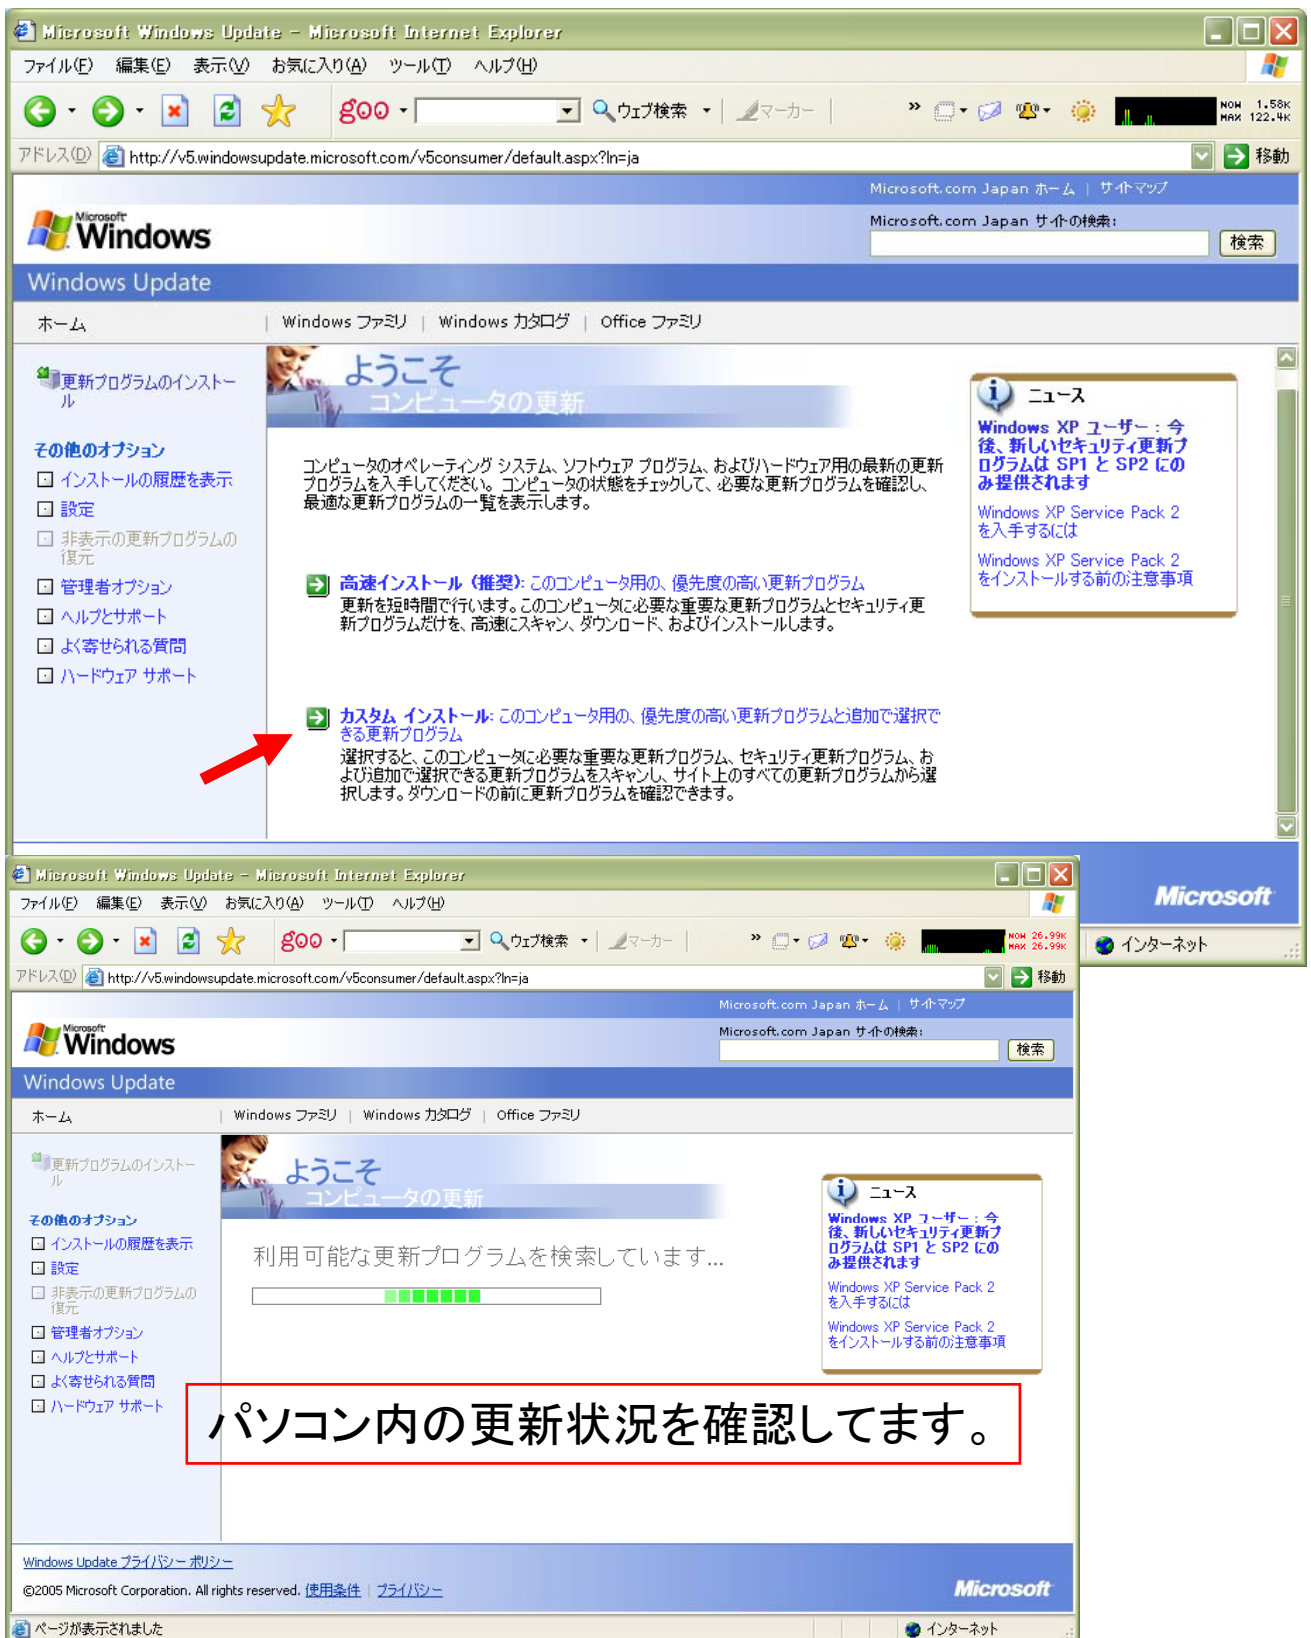 Microsoft Windows Update - Microsoft Internet Explorer
ファイル(F) 編集(E) 表示(V) お気に入り(A) ツール(T) ヘルプ(H)
goo ウェブ検索 マーカー » NOW 1.58K
MAX 122.4K
アドレス(D) http://v5.windowsupdate.microsoft.com/v5consumer/default.aspx?ln=ja 移動
Microsoft.com Japan ホーム | サイトマップ
Microsoft Windows
Microsoft.com Japan サイトの検索:
検索
Windows Update
ホーム | Windows ファミリ | Windows カタログ | Office ファミリ
更新プログラムのインストー
ル
その他のオプション
インストールの履歴を表示
設定
非表示の更新プログラムの
復元
管理者オプション
ヘルプとサポート
よく寄せられる質問
ハードウェア サポート
ようこそ
コンピュータの更新
コンピュータのオペレーティング システム、ソフトウェア プログラム、およびハードウェア用の最新の更新
プログラムを入手してください。コンピュータの状態をチェックして、必要な更新プログラムを確認し、
最適な更新プログラムの一覧を表示します。
高速インストール (推奨): このコンピュータ用の、優先度の高い更新プログラム
更新を短時間で行います。このコンピュータに必要な重要な更新プログラムとセキュリティ更
新プログラムだけを、高速にスキャン、ダウンロード、およびインストールします。
カスタム インストール: このコンピュータ用の、優先度の高い更新プログラムと追加で選択で
きる更新プログラム
選択すると、このコンピュータに必要な重要な更新プログラム、セキュリティ更新プログラム、お
よび追加で選択できる更新プログラムをスキャンし、サイト上のすべての更新プログラムから選
択します。ダウンロードの前に更新プログラムを確認できます。
ニュース
Windows XP ユーザー : 今
後、新しいセキュリティ更新プ
ログラムは SP1 と SP2 にの
み提供されます
Windows XP Service Pack 2
を入手するには
Windows XP Service Pack 2
をインストールする前の注意事項
Microsoft
インターネット
Microsoft Windows Update - Microsoft Internet Explorer
ファイル(F) 編集(E) 表示(V) お気に入り(A) ツール(T) ヘルプ(H)
goo ウェブ検索 マーカー » NOW 26.99K
MAX 26.99K
アドレス(D) http://v5.windowsupdate.microsoft.com/v5consumer/default.aspx?ln=ja 移動
Microsoft.com Japan ホーム | サイトマップ
Microsoft Windows
Microsoft.com Japan サイトの検索:
検索
Windows Update
ホーム | Windows ファミリ | Windows カタログ | Office ファミリ
更新プログラムのインストー
ル
その他のオプション
インストールの履歴を表示
設定
非表示の更新プログラムの
復元
管理者オプション
ヘルプとサポート
よく寄せられる質問
ハードウェア サポート
ようこそ
コンピュータの更新
利用可能な更新プログラムを検索しています...
ニュース
Windows XP ユーザー : 今
後、新しいセキュリティ更新プ
ログラムは SP1 と SP2 にの
み提供されます
Windows XP Service Pack 2
を入手するには
Windows XP Service Pack 2
をインストールする前の注意事項
パソコン内の更新状況を確認してます。
Windows Update プライバシー ポリシー
©2005 Microsoft Corporation. All rights reserved. 使用条件 | プライバシー
Microsoft
ページが表示されました インターネット